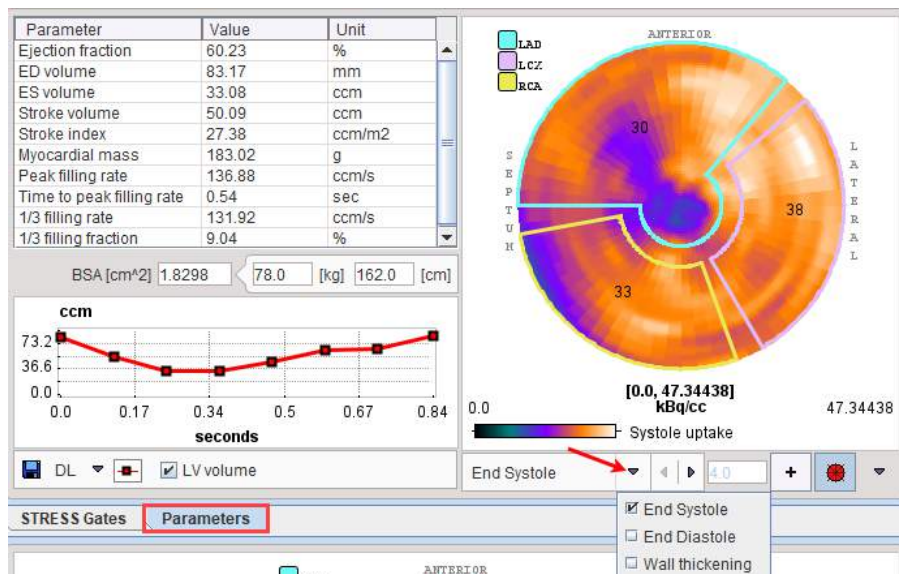 Parameter Value Unit
Ejection fraction 60.23 %
ED volume 83.17 mm
ES volume 33.08 ccm
Stroke volume 50.09 ccm
Stroke index 27.38 ccm/m2
Myocardial mass 183.02 g
Peak filling rate 136.88 ccm/s
Time to peak filling rate 0.54 sec
1/3 filling rate 131.92 ccm/s
1/3 filling fraction 9.04 %
BSA [cm^2] 1.8298 78.0 [kg] 162.0 [cm]
ccm
73.2
36.6
0.0
0.0 0.17 0.34 0.5 0.67 0.84
seconds
DL LV volume
LAD
LCX
RCA
ANTERIOR
SEPTUM
LATERAL
30
38
33
[0.0, 47.34438]
0.0 kBq/cc 47.34438
Systole uptake
End Systole 4.0 +
End Systole
End Diastole
Wall thickening
STRESS Gates Parameters
ANTERIOR